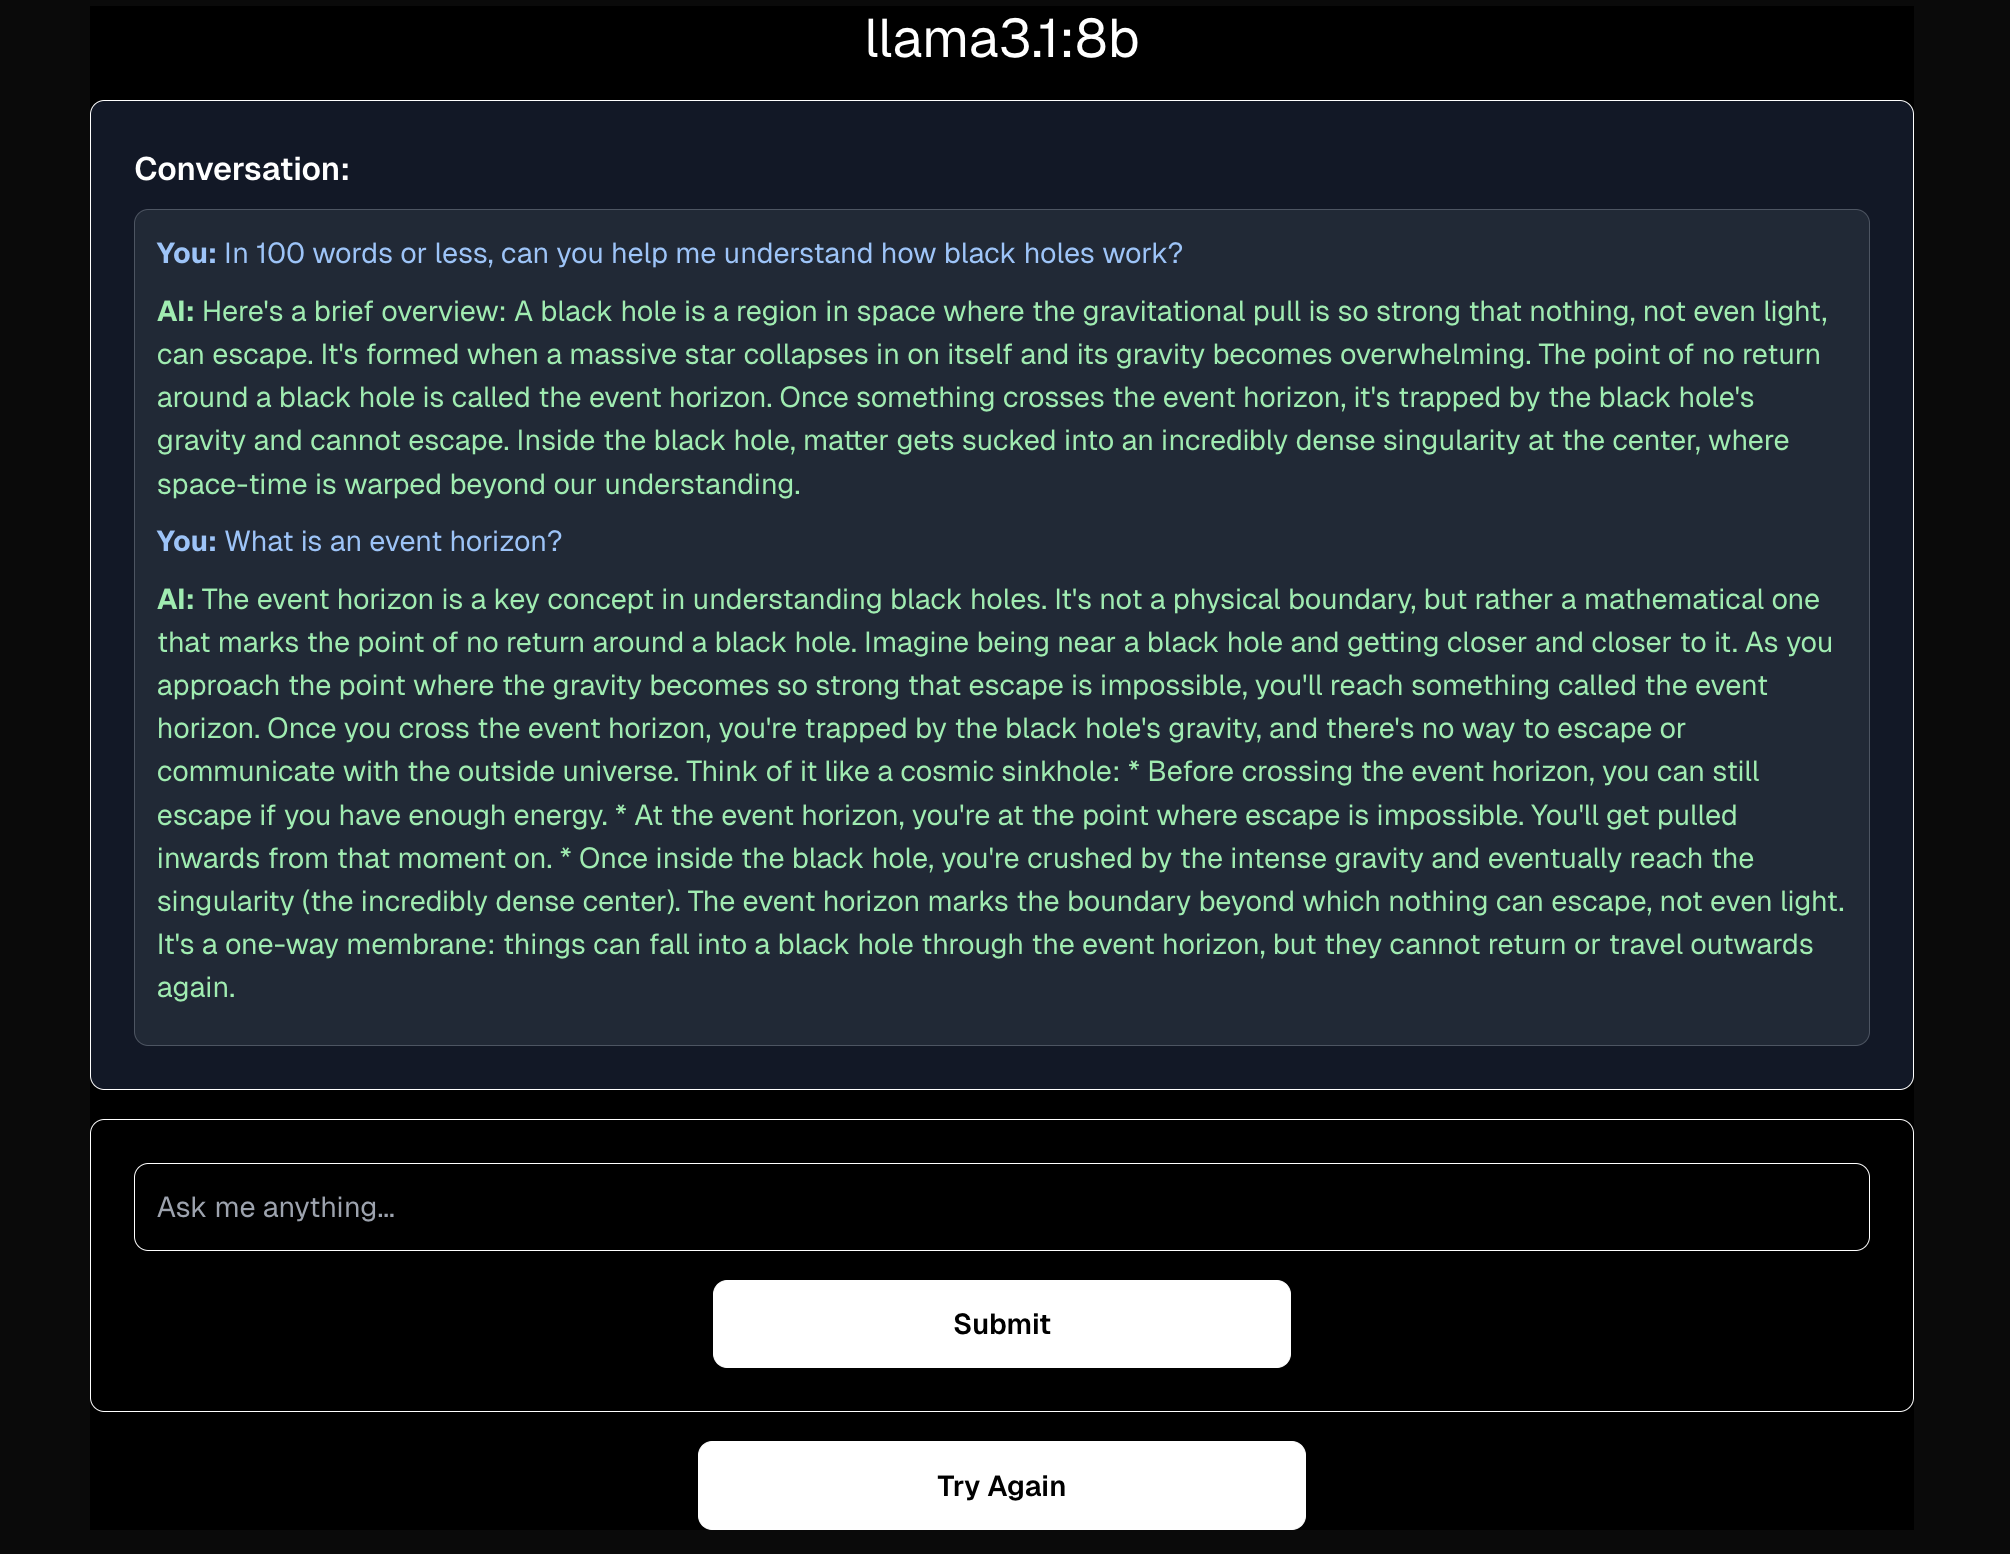 llama3.1:8b
Conversation:
You: In 100 words or less, can you help me understand how black holes work?
AI: Here's a brief overview: A black hole is a region in space where the gravitational pull is so strong that nothing, not even light,
can escape. It's formed when a massive star collapses in on itself and its gravity becomes overwhelming. The point of no return
around a black hole is called the event horizon. Once something crosses the event horizon, it's trapped by the black hole's
gravity and cannot escape. Inside the black hole, matter gets sucked into an incredibly dense singularity at the center, where
space-time is warped beyond our understanding.
You: What is an event horizon?
AI: The event horizon is a key concept in understanding black holes. It's not a physical boundary, but rather a mathematical one
that marks the point of no return around a black hole. Imagine being near a black hole and getting closer and closer to it. As you
approach the point where the gravity becomes so strong that escape is impossible, you'll reach something called the event
horizon. Once you cross the event horizon, you're trapped by the black hole's gravity, and there's no way to escape or
communicate with the outside universe. Think of it like a cosmic sinkhole: * Before crossing the event horizon, you can still
escape if you have enough energy. * At the event horizon, you're at the point where escape is impossible. You'll get pulled
inwards from that moment on. * Once inside the black hole, you're crushed by the intense gravity and eventually reach the
singularity (the incredibly dense center). The event horizon marks the boundary beyond which nothing can escape, not even light.
It's a one-way membrane: things can fall into a black hole through the event horizon, but they cannot return or travel outwards
again.
Ask me anything...
Submit
Try Again